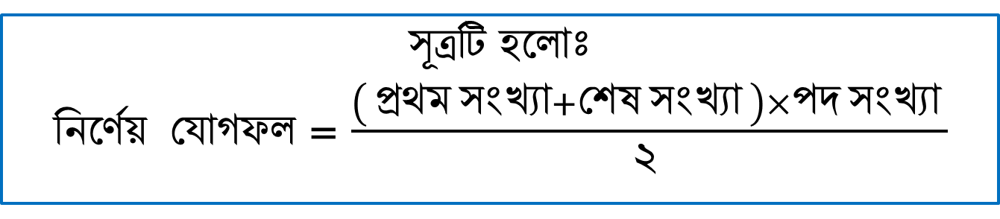 সূত্রটি হলোঃ
নির্ণেয় যোগফল = (প্রথম সংখ্যা+শেষ সংখ্যা)×পদ সংখ্যা
২